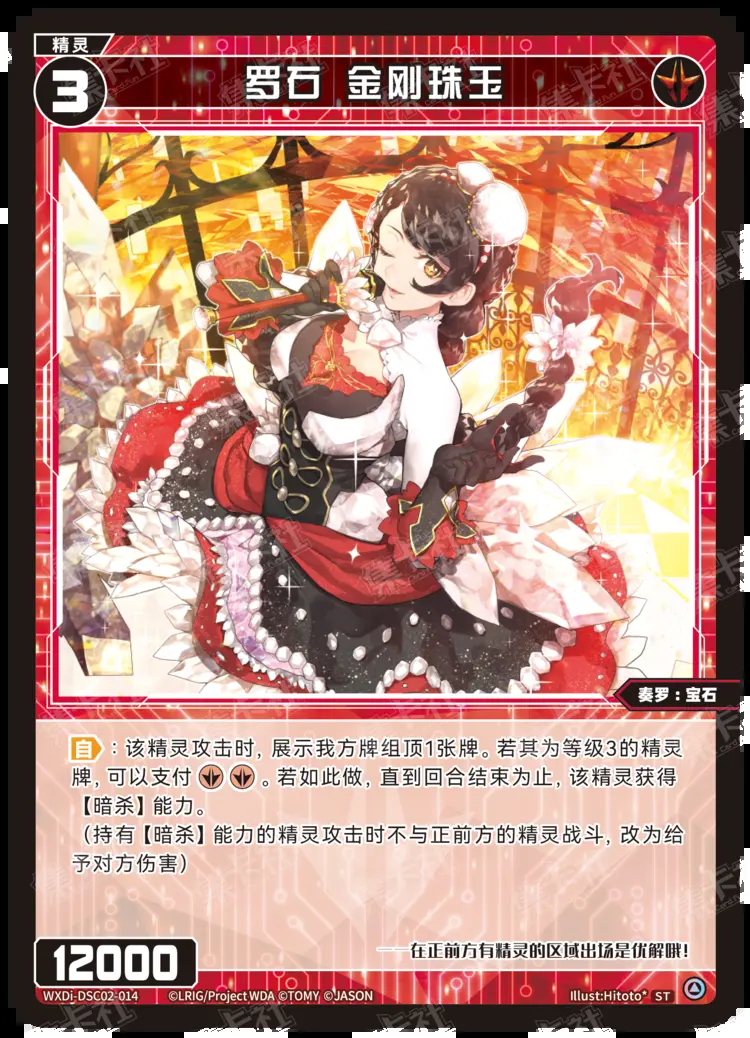 精灵
3
罗石 金刚珠玉
奏罗：宝石
自：该精灵攻击时，展示我方牌组顶1张牌。若其为等级3的精灵
牌，可以支付 。若如此做，直到回合结束为止，该精灵获得
【暗杀】能力。
（持有【暗杀】能力的精灵攻击时不与正前方的精灵战斗，改为给
予对方伤害）
12000
——在正前方有精灵的区域出场是优解哦！
WXDi-DSC02-014 ©LRIG/Project WDA ©TOMY ©JASON Illust:Hitoto* ST
集卡社